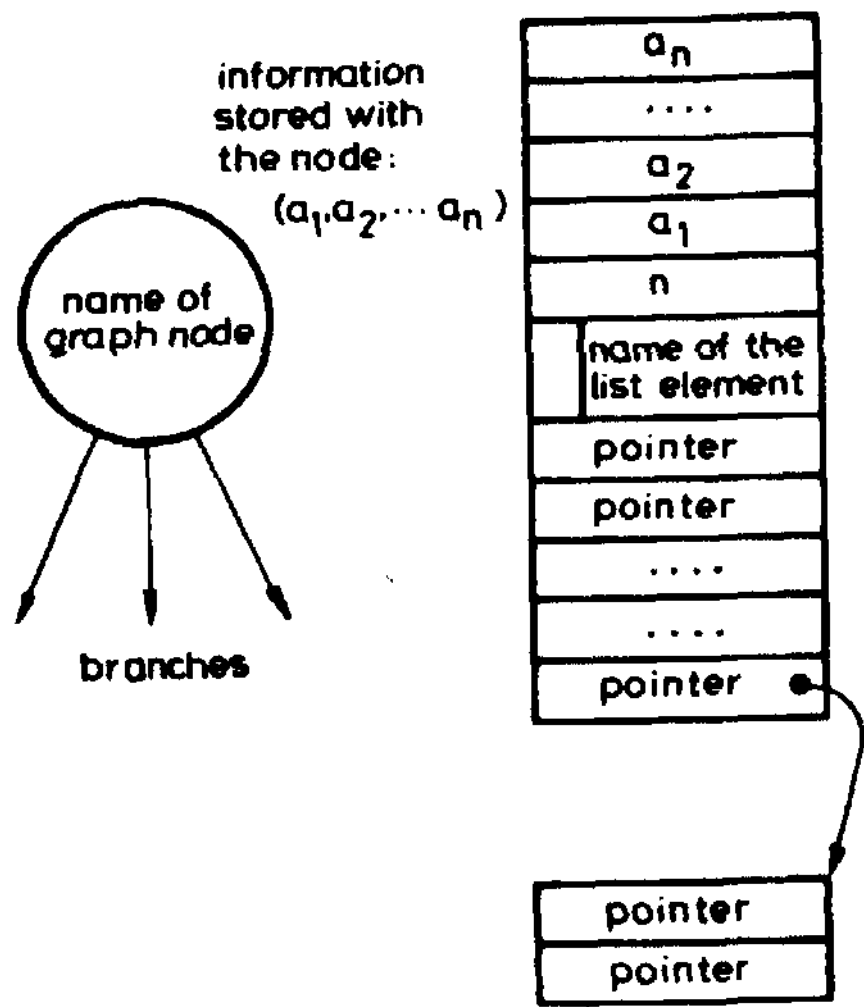 information
stored with
the node:
(a₁,a₂,··· aₙ)
name of
graph node
branches
aₙ
····
a₂
a₁
n
name of the
list element
pointer
pointer
····
····
pointer
pointer
pointer